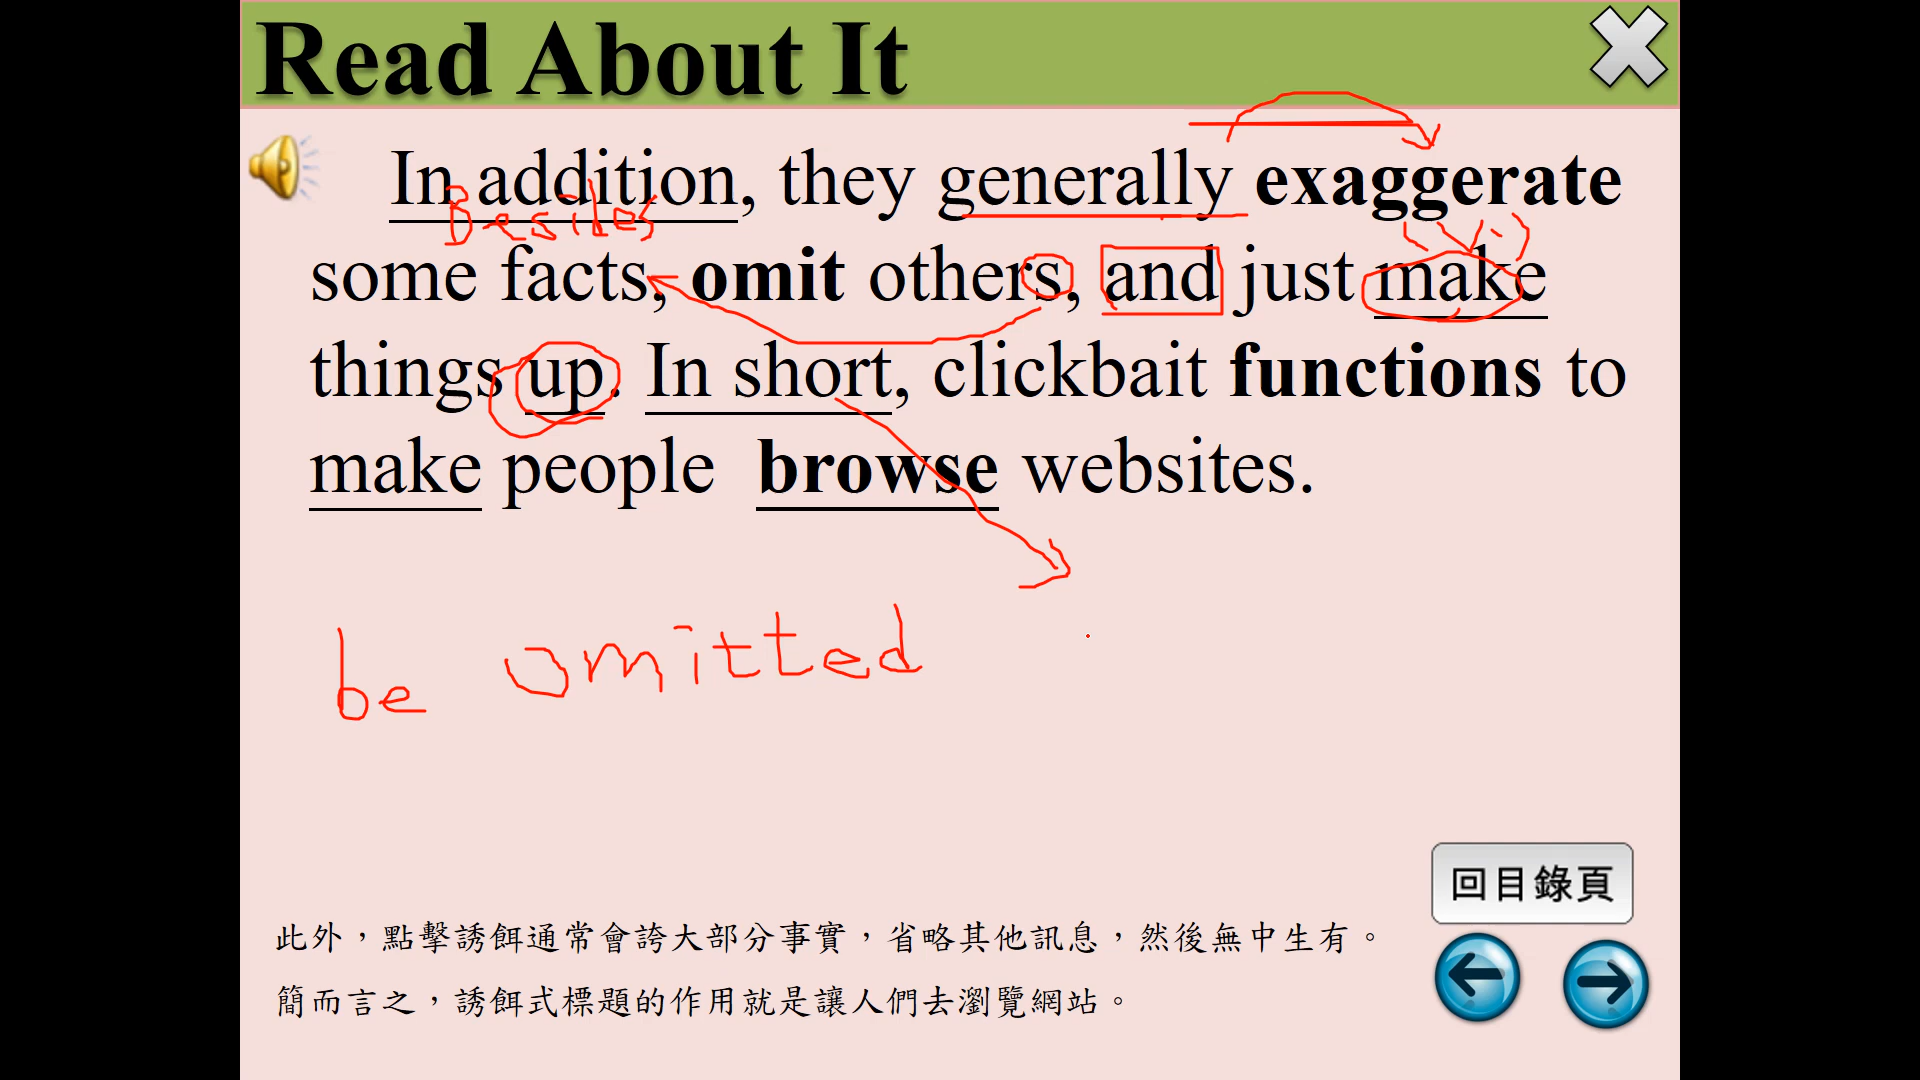 Read About It
In addition, they generally exaggerate
Besides
some facts, omit others, and just make
things up. In short, clickbait functions to
make people browse websites.
be omitted
回目錄頁
此外，點擊誘餌通常會誇大部分事實，省略其他訊息，然後無中生有。
簡而言之，誘餌式標題的作用就是讓人們去瀏覽網站。